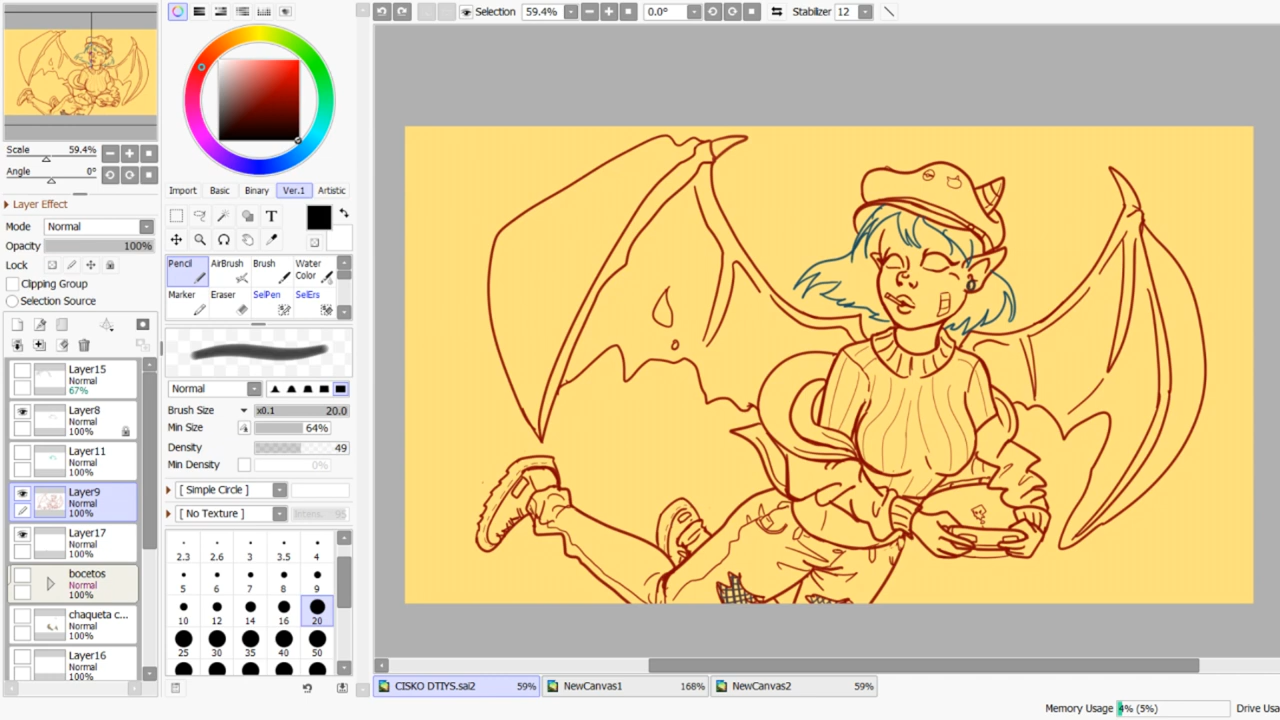 Selection 59.4% 0.0° Stabilizer 12
Scale 59.4%
Angle 0°
Layer Effect
Mode Normal
Opacity 100%
Lock
Clipping Group
Selection Source
Layer15
Normal
67%
Layer8
Normal
100%
Layer11
Normal
100%
Layer9
Normal
100%
Layer17
Normal
100%
bocetos
Normal
100%
chaqueta c...
Normal
100%
Layer16
Normal
100%
Import Basic Binary Ver.1 Artistic
T
Pencil AirBrush Brush Water Color
Marker Eraser SelPen SelErs
Normal
Brush Size x0.1 20.0
Min Size 64%
Density 49
Min Density 0%
[ Simple Circle ]
[ No Texture ] Intens. 95
2.3 2.6 3 3.5 4
5 6 7 8 9
10 12 14 16 20
25 30 35 40 50
CISKO DTIYS.sai2 59% NewCanvas1 168% NewCanvas2 59%
Memory Usage 4% (5%) Drive Usa